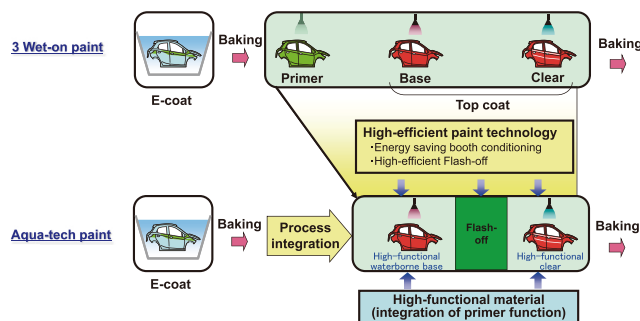 3 Wet-on paint
Baking
Baking
Primer
Base
Clear
E-coat
Top coat
High-efficient paint technology
・Energy saving booth conditioning
・High-efficient Flash-off
Aqua-tech paint
Baking
Process
integration
Flash-
off
Baking
High-functional
waterborne base
High-functional
clear
E-coat
High-functional material
(integration of primer function)